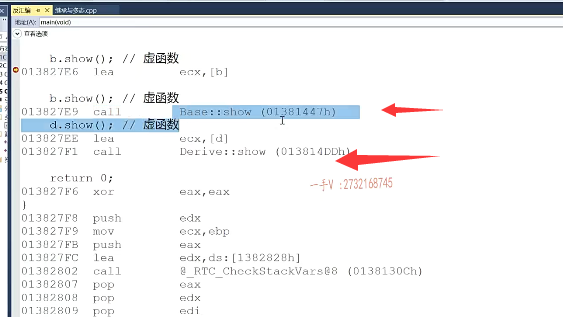 反汇编 继承与多态.cpp
地址(A): main(void)
查看选项
b.show(); // 虚函数
013827E6 lea ecx,[b]
b.show(); // 虚函数
013827E9 call Base::show (01381447h)
d.show(); // 虚函数
013827EE lea ecx,[d]
013827F1 call Derive::show (013814DDh)
一手V :2732168745
return 0;
013827F6 xor eax,eax
}
013827F8 push edx
013827F9 mov ecx,ebp
013827FB push eax
013827FC lea edx,ds:[1382828h]
01382802 call @_RTC_CheckStackVars@8 (0138130Ch)
01382807 pop eax
01382808 pop edx
01382809 pop edi